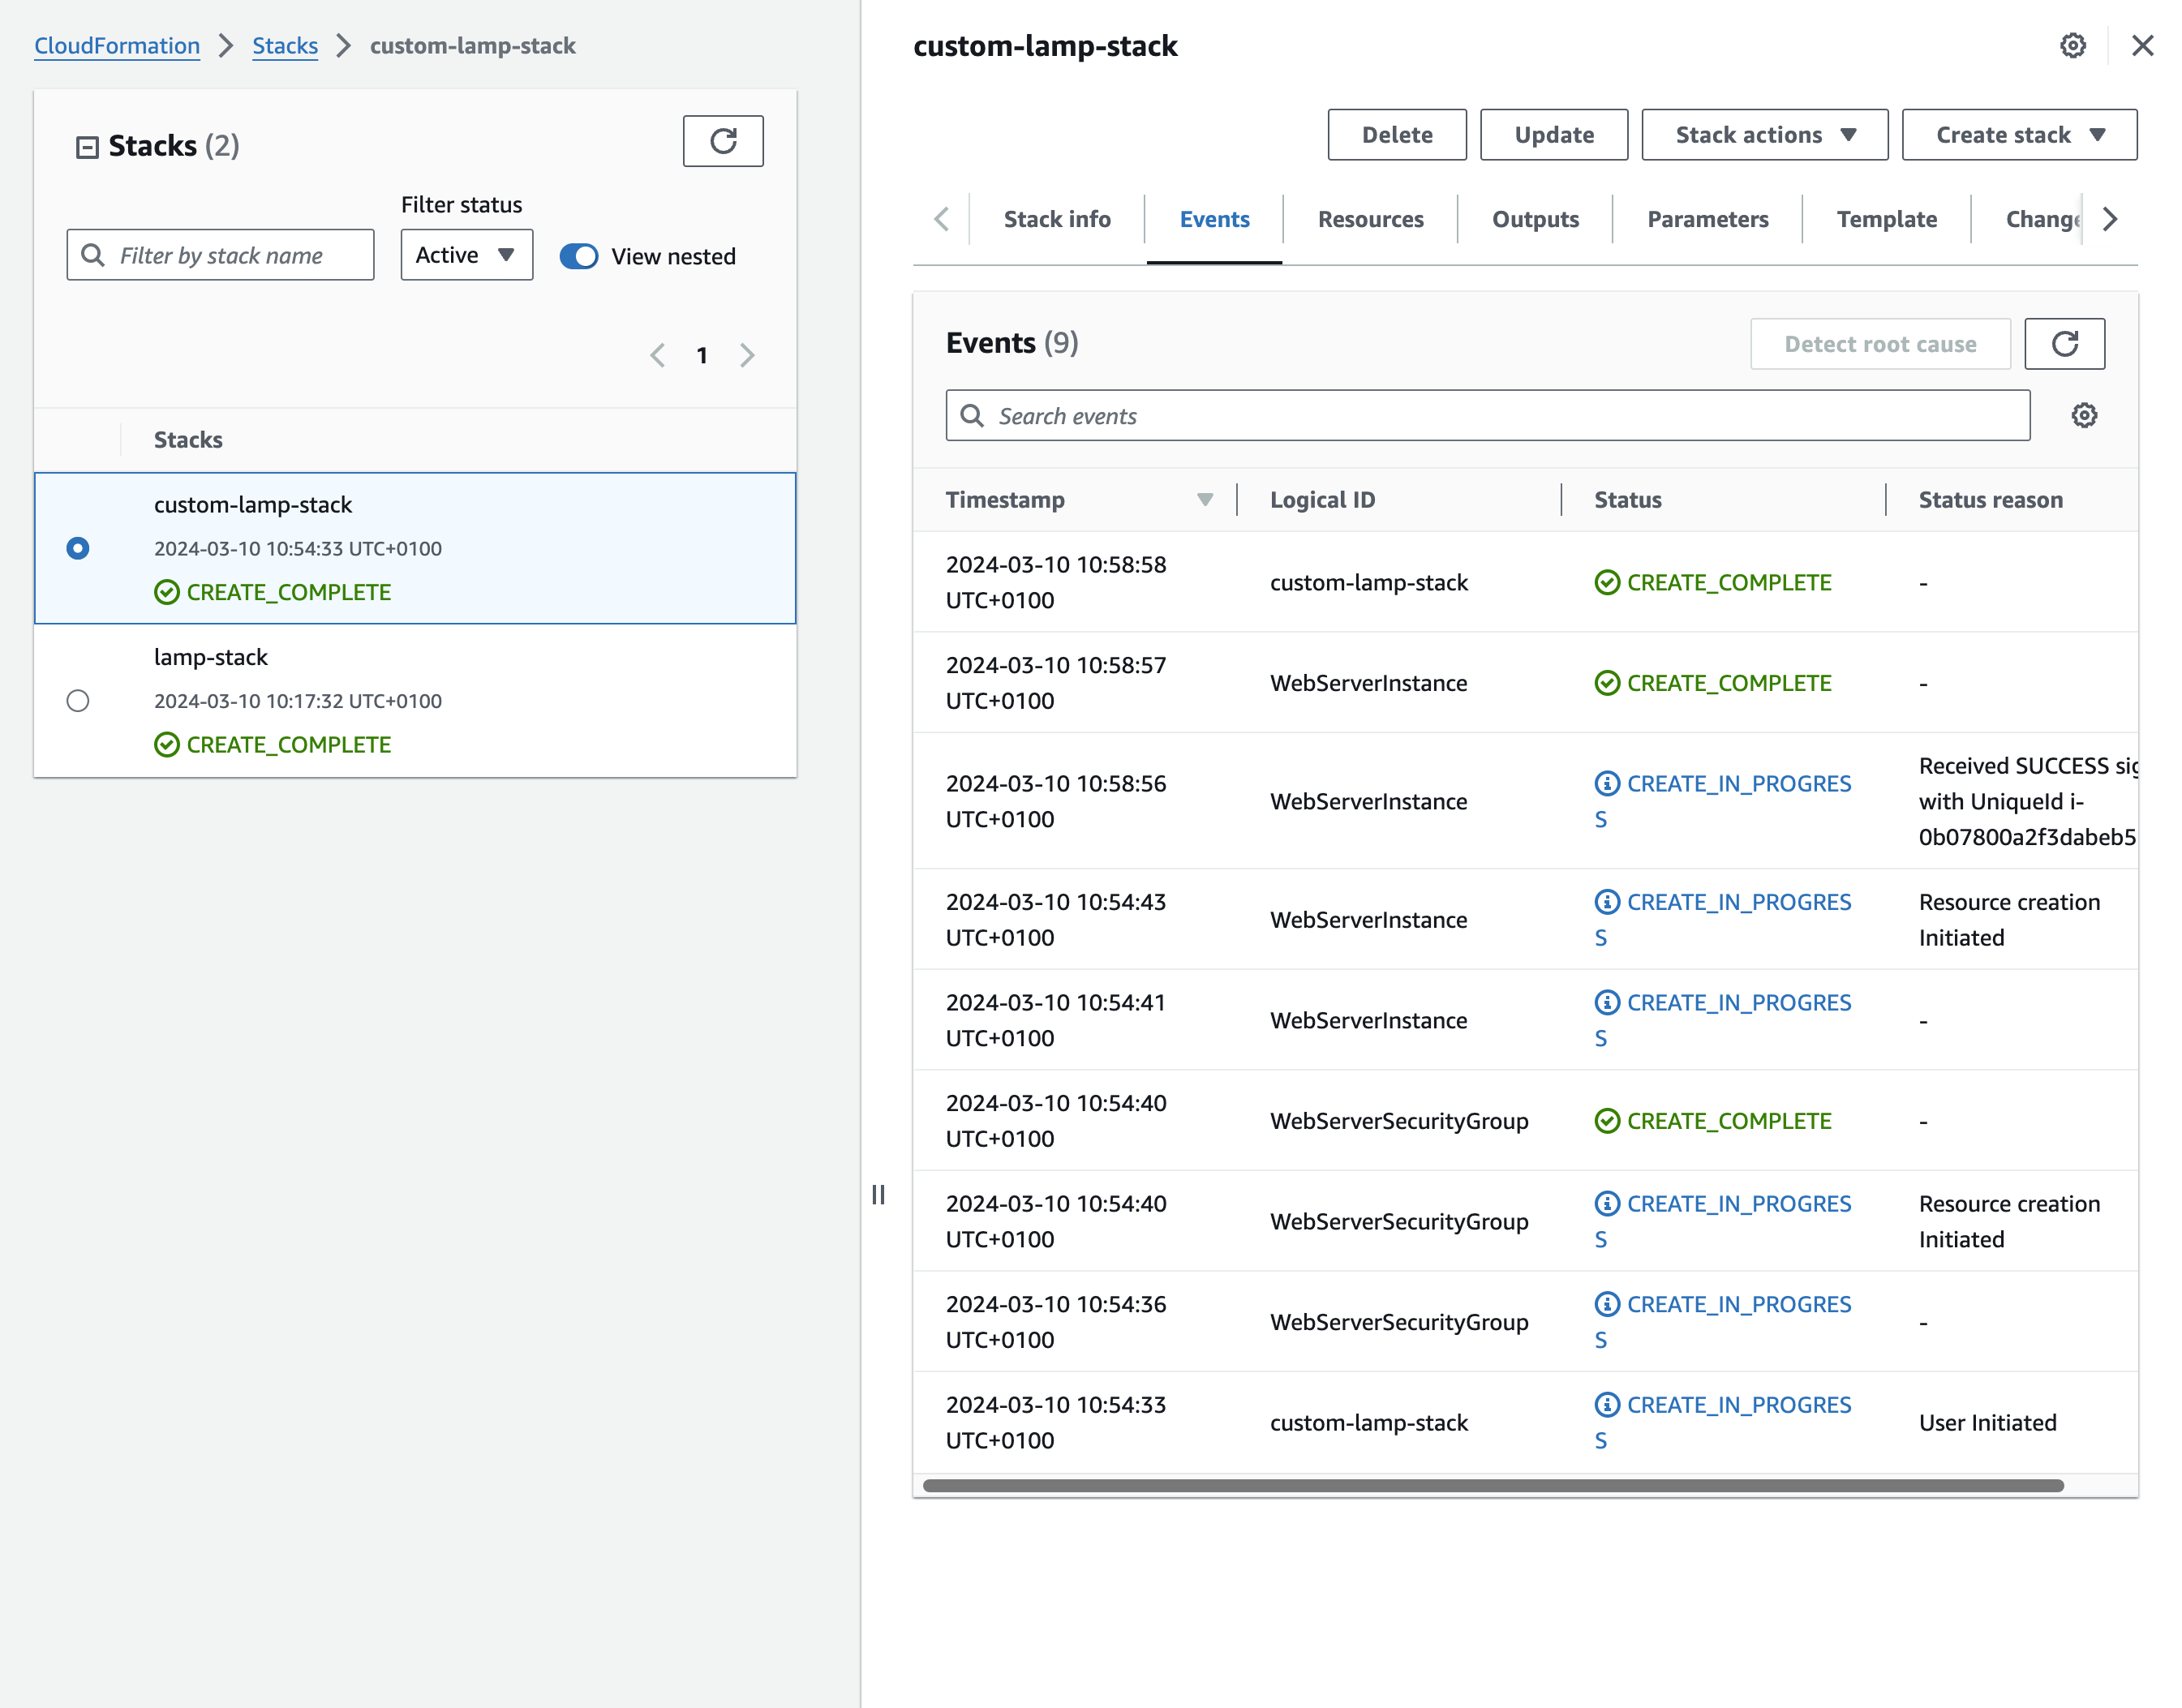 CloudFormation > Stacks > custom-lamp-stack
Stacks (2)
Filter status
Filter by stack name
Active
View nested
1
Stacks
custom-lamp-stack
2024-03-10 10:54:33 UTC+0100
CREATE_COMPLETE
lamp-stack
2024-03-10 10:17:32 UTC+0100
CREATE_COMPLETE
custom-lamp-stack
Delete Update Stack actions Create stack
Stack info Events Resources Outputs Parameters Template Change
Events (9)
Detect root cause
Search events
Timestamp Logical ID Status Status reason
2024-03-10 10:58:58
UTC+0100
custom-lamp-stack
CREATE_COMPLETE
-
2024-03-10 10:58:57
UTC+0100
WebServerInstance
CREATE_COMPLETE
-
2024-03-10 10:58:56
UTC+0100
WebServerInstance
CREATE_IN_PROGRES
S
Received SUCCESS sig
with UniqueId i-
0b07800a2f3dabeb5
2024-03-10 10:54:43
UTC+0100
WebServerInstance
CREATE_IN_PROGRES
S
Resource creation
Initiated
2024-03-10 10:54:41
UTC+0100
WebServerInstance
CREATE_IN_PROGRES
S
-
2024-03-10 10:54:40
UTC+0100
WebServerSecurityGroup
CREATE_COMPLETE
-
2024-03-10 10:54:40
UTC+0100
WebServerSecurityGroup
CREATE_IN_PROGRES
S
Resource creation
Initiated
2024-03-10 10:54:36
UTC+0100
WebServerSecurityGroup
CREATE_IN_PROGRES
S
-
2024-03-10 10:54:33
UTC+0100
custom-lamp-stack
CREATE_IN_PROGRES
S
User Initiated